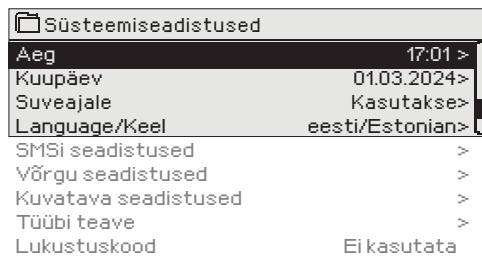 Süsteemiseadistused
Aeg 17:01 >
Kuupäev 01.03.2024>
Suveajale Kasutakse>
Language/Keel eesti/Estonian>
SMSi seadistused >
Võrgu seadistused >
Kuvatava seadistused >
Tüübi teave >
Lukustuskood Ei kasutata